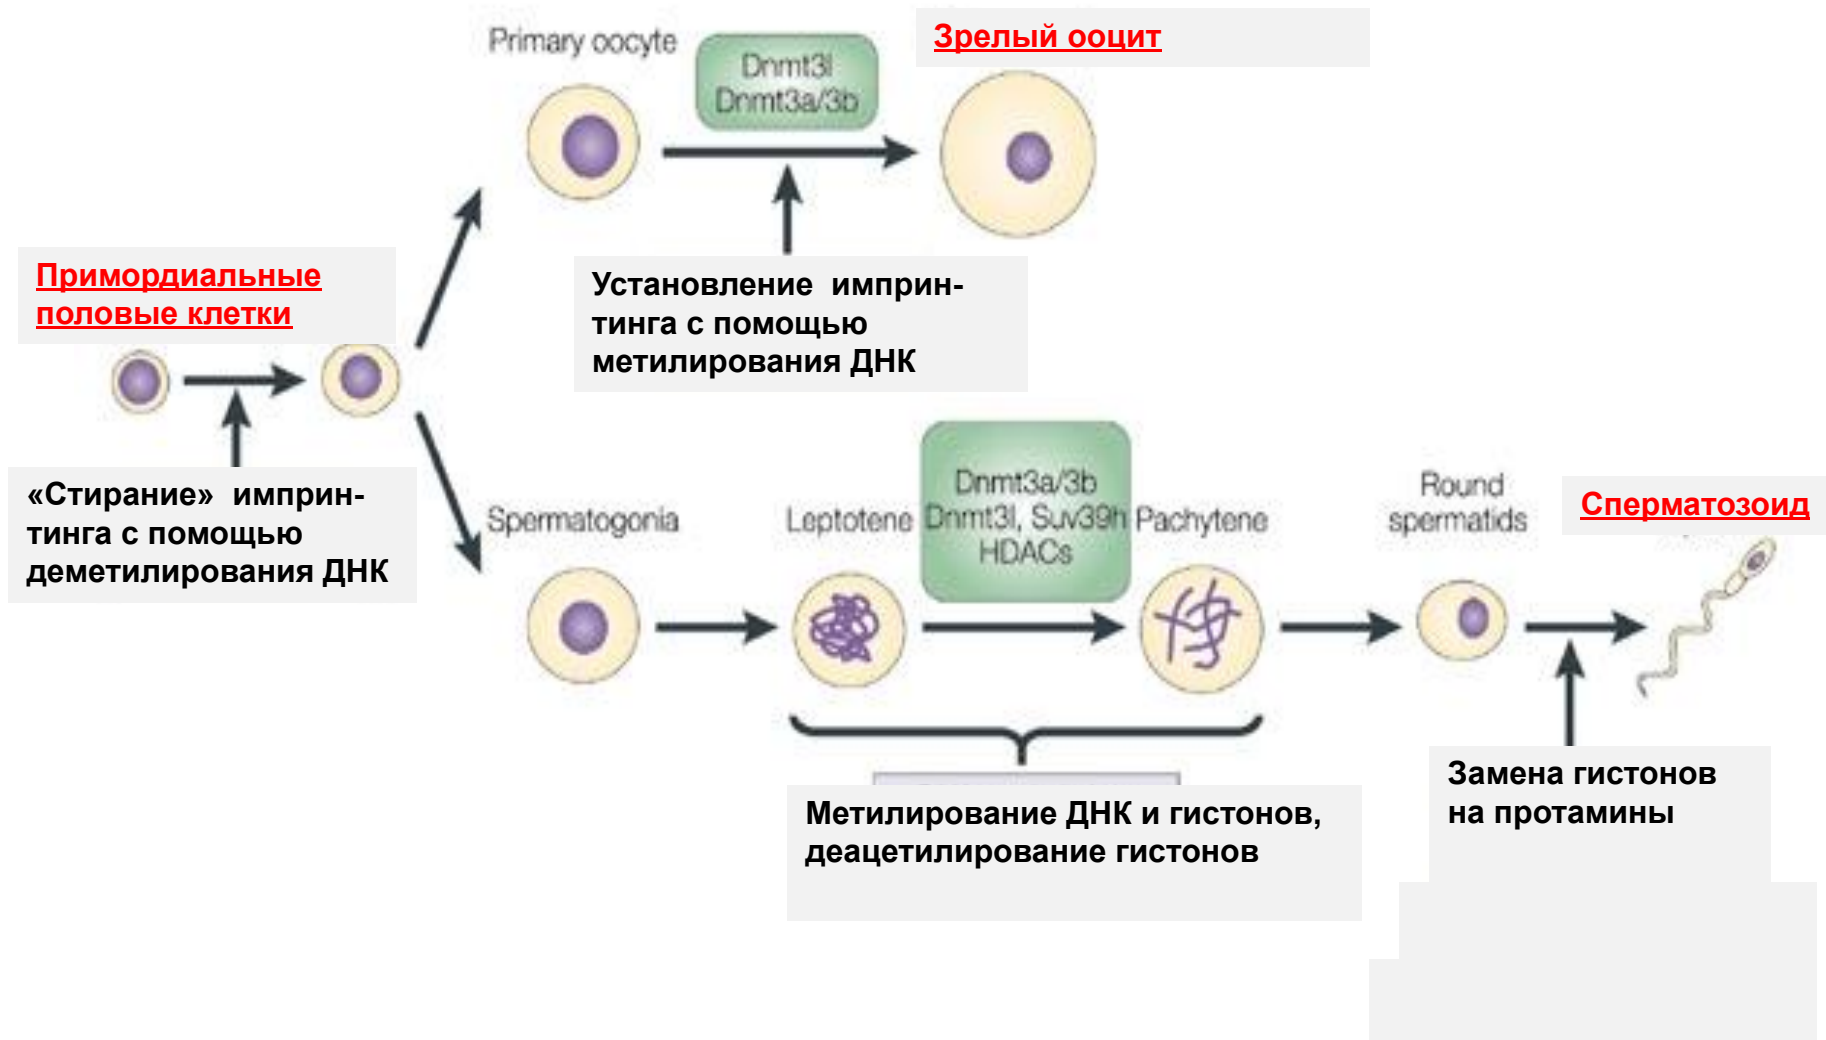 Primary oocyte
Dnmt3l
Dnmt3a/3b
Зрелый ооцит
Примордиальные
половые клетки
Установление имприн-
тинга с помощью
метилирования ДНК
«Стирание» имприн-
тинга с помощью
деметилирования ДНК
Spermatogonia
Leptotene
Dnmt3a/3b
Dnmt3l, Suv39h
HDACs
Pachytene
Round
spermatids
Сперматозоид
Метилирование ДНК и гистонов,
деацетилирование гистонов
Замена гистонов
на протамины